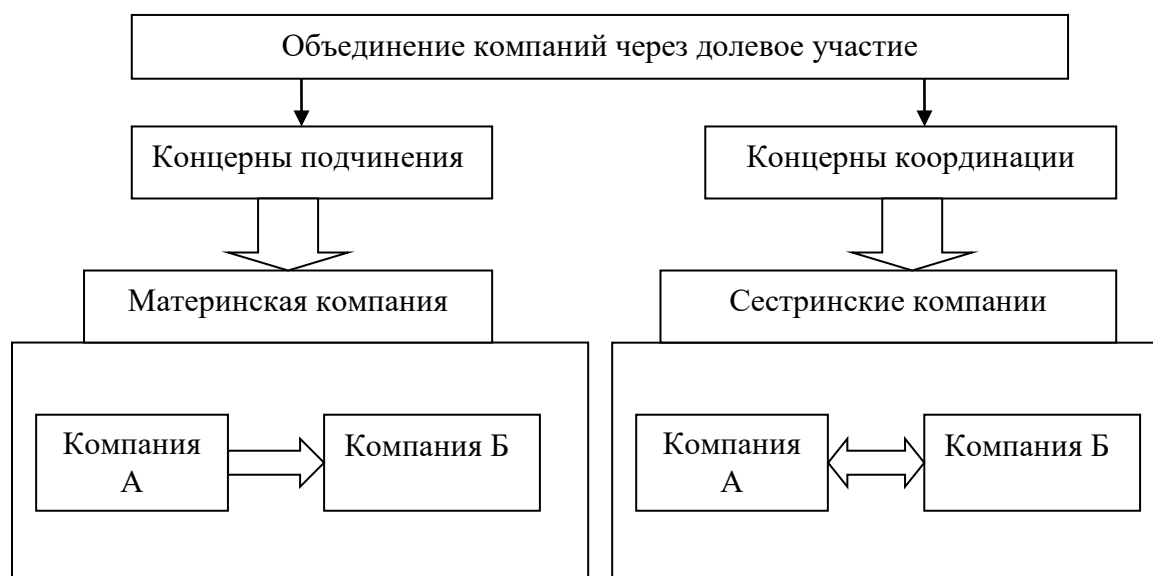 Объединение компаний через долевое участие
Концерны подчинения
Концерны координации
Материнская компания
Сестринские компании
Компания
А
Компания Б
Компания
А
Компания Б